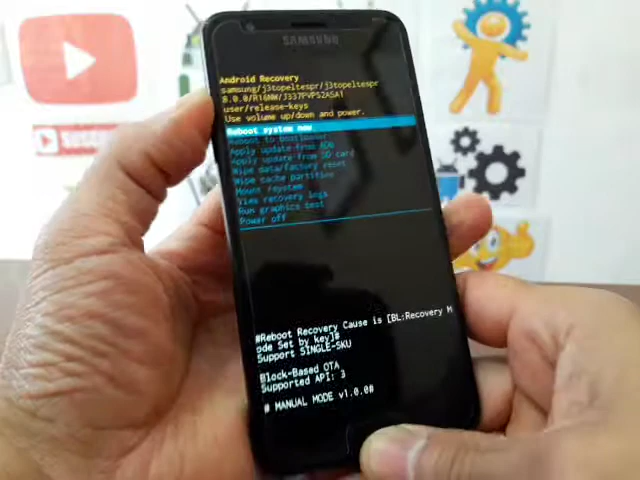 SAMSUNG
Android Recovery
samsung/j3topeltespr/j3topeltespr
8.0.0/R16NW/J337PVPS2ASA1
user/release-keys
Use volume up/down and power.
Reboot system now
Reboot to bootloader
Apply update from ADB
Apply update from SD card
Wipe data/factory reset
Wipe cache partition
Mount /system
View recovery logs
Run graphics test
Power off
#Reboot Recovery Cause is [BL:Recovery M
ode Set by key]#
Support SINGLE-SKU
Block-Based OTA
Supported API: 3
# MANUAL MODE v1.0.0#